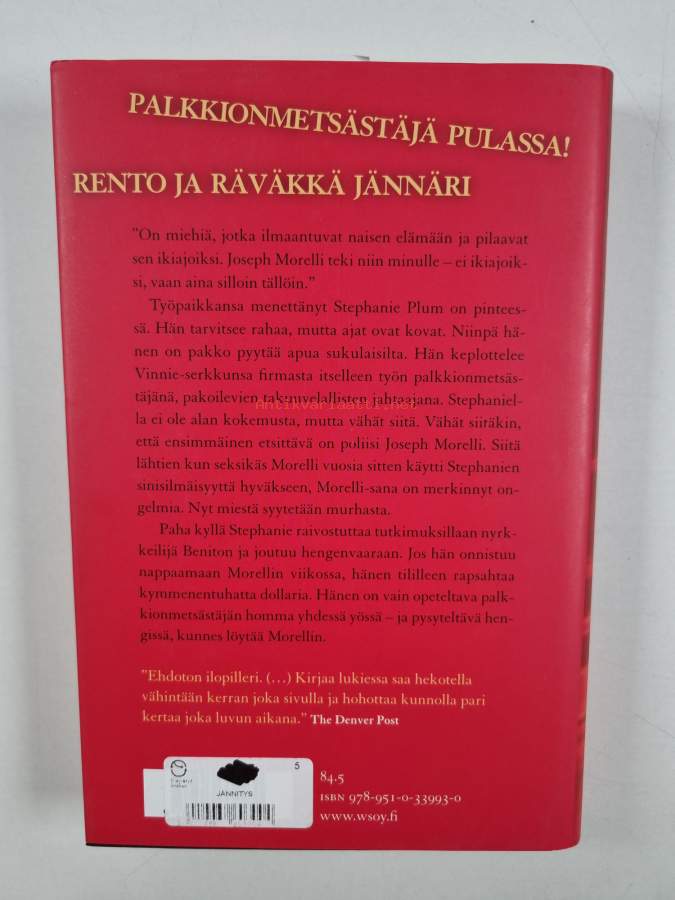 PALKKIONMETSÄSTÄJÄ PULASSA!
RENTO JA RÄVÄKKÄ JÄNNÄRI
”On miehiä, jotka ilmaantuvat naisen elämään ja pilaavat
sen ikiajoiksi. Joseph Morelli teki niin minulle – ei ikiajoik-
si, vaan aina silloin tällöin.”
Työpaikkansa menettänyt Stephanie Plum on pintees-
sä. Hän tarvitsee rahaa, mutta ajat ovat kovat. Niinpä hä-
nen on pakko pyytää apua sukulaisilta. Hän keplottelee
Vinnie-serkkunsa firmasta itselleen työn palkkionmetsäs-
täjänä, pakoilevien takuuvelallisten jahtaajana. Stephaniel-
Antikvariaatti.net
la ei ole alan kokemusta, mutta vähät siitä. Vähät siitäkin,
että ensimmäinen etsittävä on poliisi Joseph Morelli. Siitä
lähtien kun seksikäs Morelli vuosia sitten käytti Stephanien
sinisilmäisyyttä hyväkseen, Morelli-sana on merkinnyt on-
gelmia. Nyt miestä syytetään murhasta.
Paha kyllä Stephanie raivostuttaa tutkimuksillaan nyrk-
keilijä Beniton ja joutuu hengenvaaraan. Jos hän onnistuu
nappaamaan Morellin viikossa, hänen tililleen rapsahtaa
kymmenentuhatta dollaria. Hänen on vain opeteltava palk-
kionmetsästäjän homma yhdessä yössä – ja pysyteltävä hen-
gissä, kunnes löytää Morellin.
”Ehdoton ilopilleri. (…) Kirjaa lukiessa saa hekotella
vähintään kerran joka sivulla ja hohottaa kunnolla pari
kertaa joka luvun aikana.” The Denver Post
5
JÄNNITYS
84.5
ISBN 978-951-0-33993-0
www.wsoy.fi